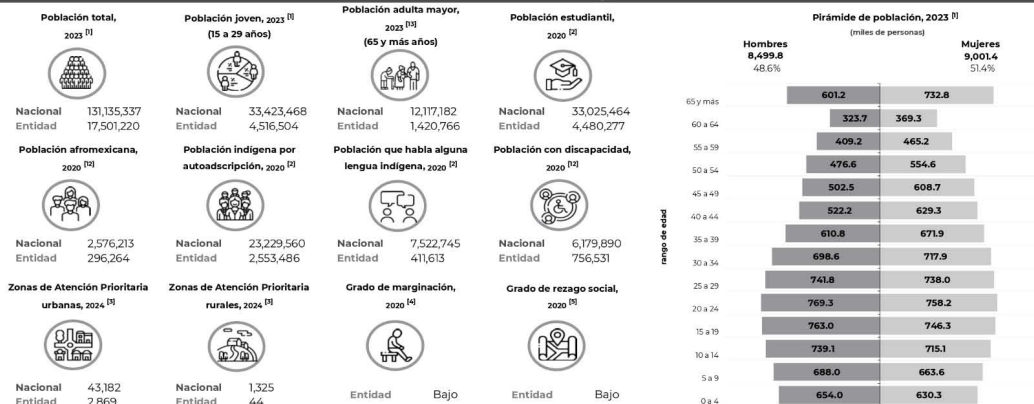 Población total,
2023 [1]
Nacional 131,135,337
Entidad 17,501,220
Población joven, 2023 [1]
(15 a 29 años)
Nacional 33,423,468
Entidad 4,516,504
Población adulta mayor,
2023 [13]
(65 y más años)
Nacional 12,117,182
Entidad 1,420,766
Población estudiantil,
2020 [2]
Nacional 33,025,464
Entidad 4,480,277
Población afromexicana,
2020 [12]
Nacional 2,576,213
Entidad 296,264
Población indígena por
autoadscripción, 2020 [2]
Nacional 23,229,560
Entidad 2,553,486
Población que habla alguna
lengua indígena, 2020 [2]
Nacional 7,522,745
Entidad 411,613
Población con discapacidad,
2020 [12]
Nacional 6,179,890
Entidad 756,531
Zonas de Atención Prioritaria
urbanas, 2024 [3]
Nacional 43,182
Entidad 2,869
Zonas de Atención Prioritaria
rurales, 2024 [3]
Nacional 1,325
Entidad 44
Grado de marginación,
2020 [4]
Entidad Bajo
Grado de rezago social,
2020 [5]
Entidad Bajo
Pirámide de población, 2023 [1]
(miles de personas)
Hombres
8,499.8
48.6%
Mujeres
9,001.4
51.4%
rango de edad
65 y más 601.2 732.8
60 a 64 323.7 369.3
55 a 59 409.2 465.2
50 a 54 476.6 554.6
45 a 49 502.5 608.7
40 a 44 522.2 629.3
35 a 39 610.8 671.9
30 a 34 698.6 717.9
25 a 29 741.8 738.0
20 a 24 769.3 758.2
15 a 19 763.0 746.3
10 a 14 739.1 715.1
5 a 9 688.0 663.6
0 a 4 654.0 630.3